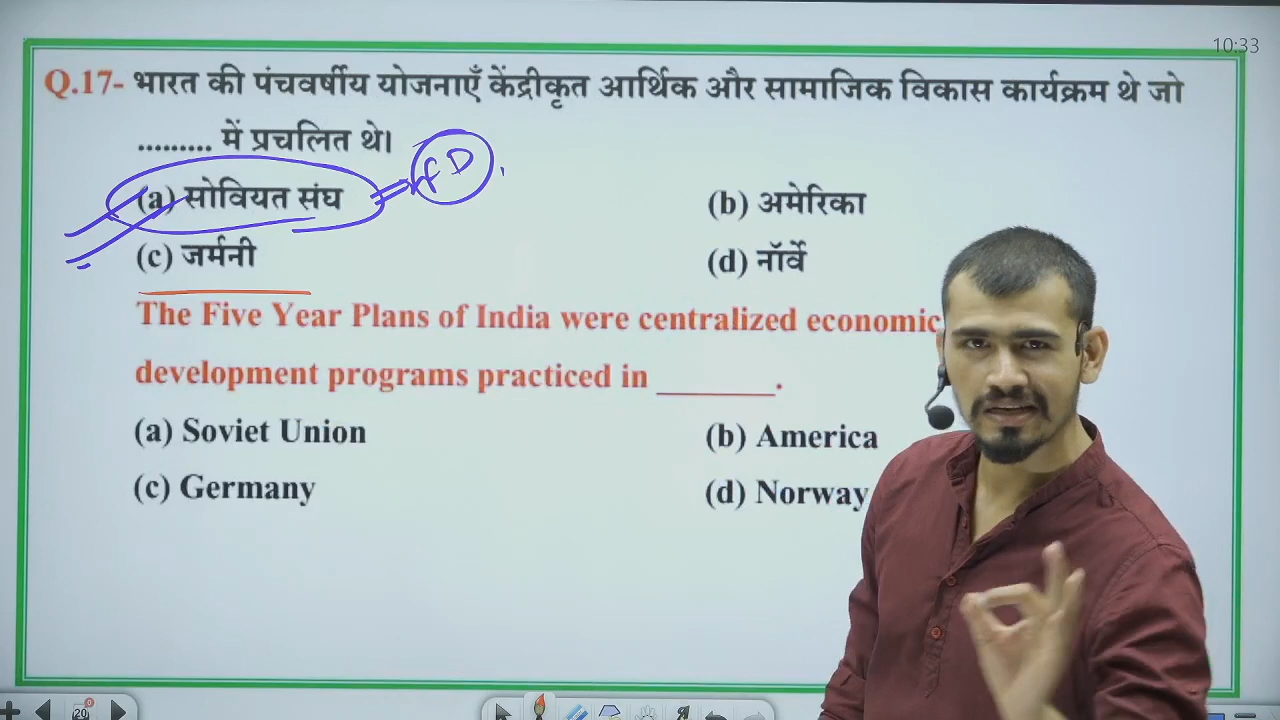 10:33
Q.17- भारत की पंचवर्षीय योजनाएँ केंद्रीकृत आर्थिक और सामाजिक विकास कार्यक्रम थे जो
......... में प्रचलित थे।
(a) सोवियत संघ
(b) अमेरिका
(c) जर्मनी
(d) नॉर्वे
The Five Year Plans of India were centralized economic
development programs practiced in ________.
(a) Soviet Union
(b) America
(c) Germany
(d) Norway
20